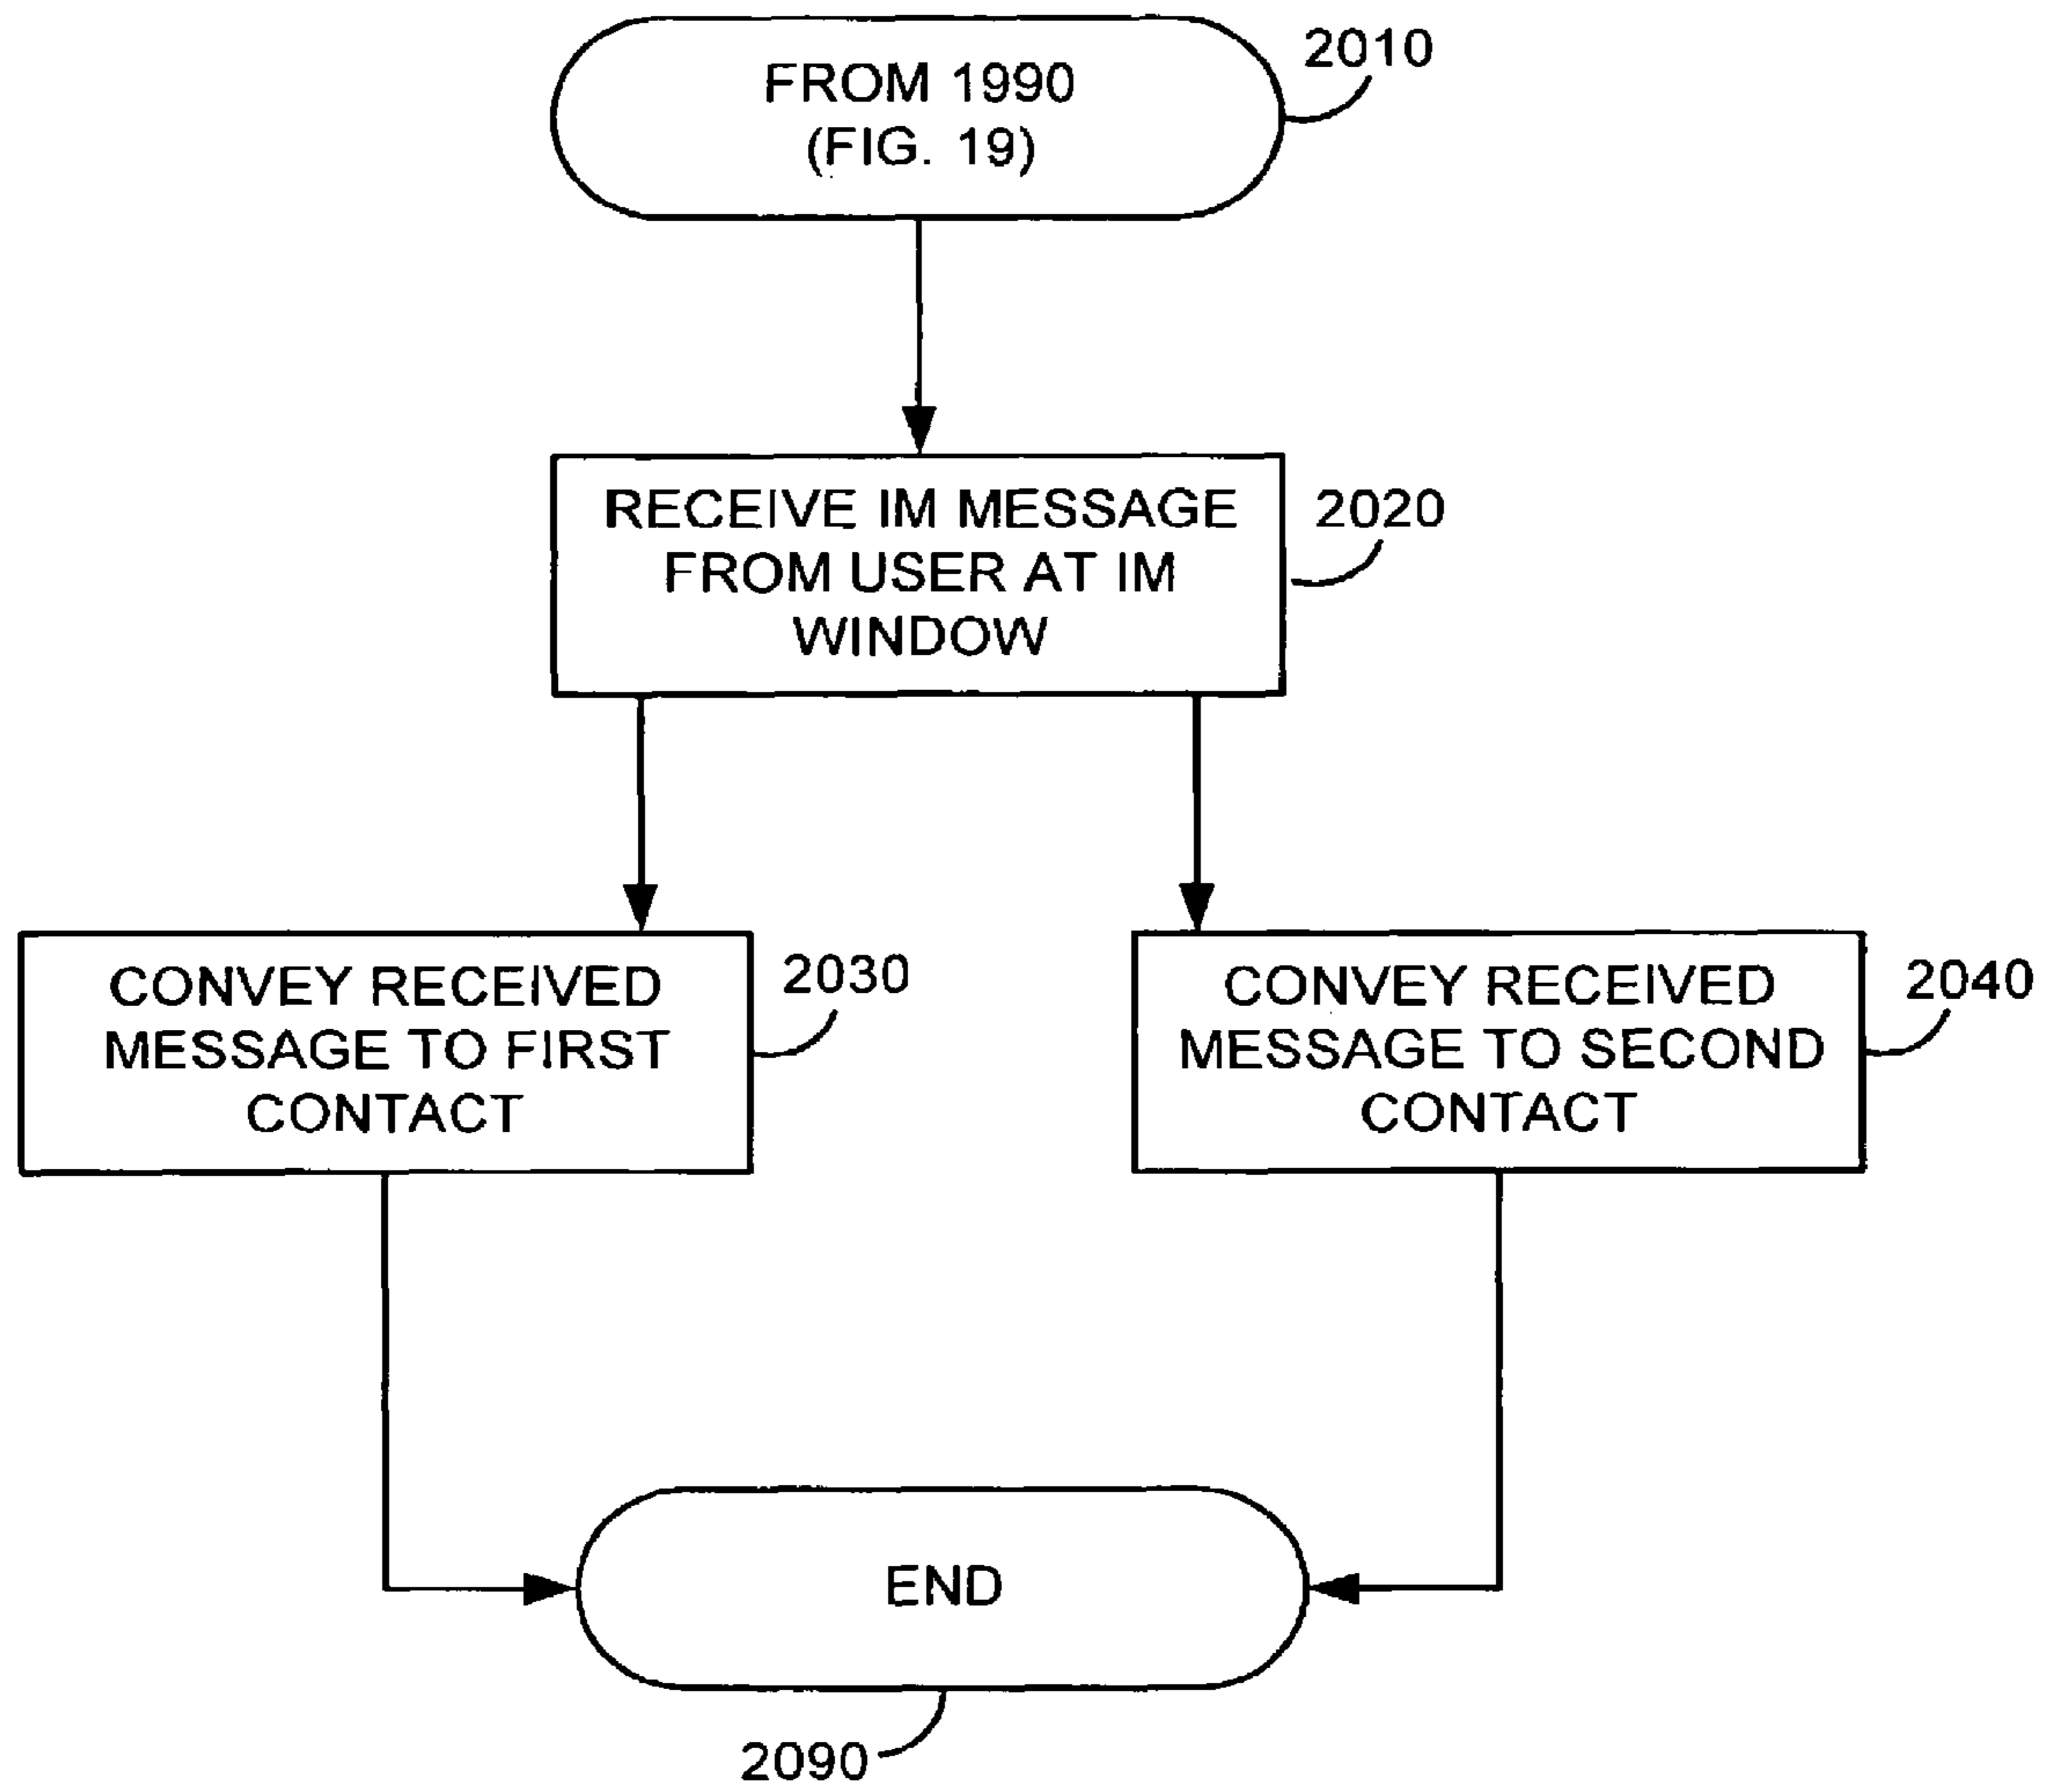 FROM 1990
(FIG. 19)
2010
RECEIVE IM MESSAGE
FROM USER AT IM
WINDOW
2020
CONVEY RECEIVED
MESSAGE TO FIRST
CONTACT
2030
CONVEY RECEIVED
MESSAGE TO SECOND
CONTACT
2040
END
2090